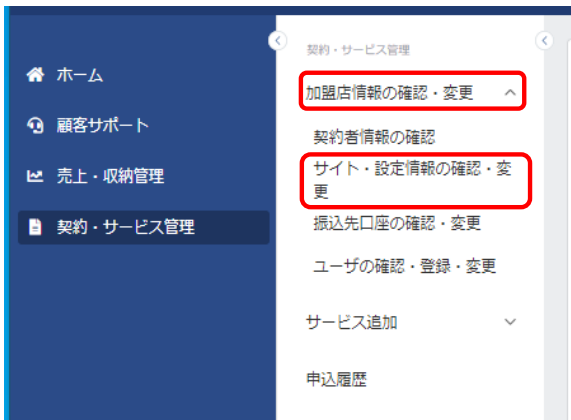 ホーム
顧客サポート
売上・収納管理
契約・サービス管理
契約・サービス管理
加盟店情報の確認・変更
契約者情報の確認
サイト・設定情報の確認・変
更
振込先口座の確認・変更
ユーザの確認・登録・変更
サービス追加
申込履歴